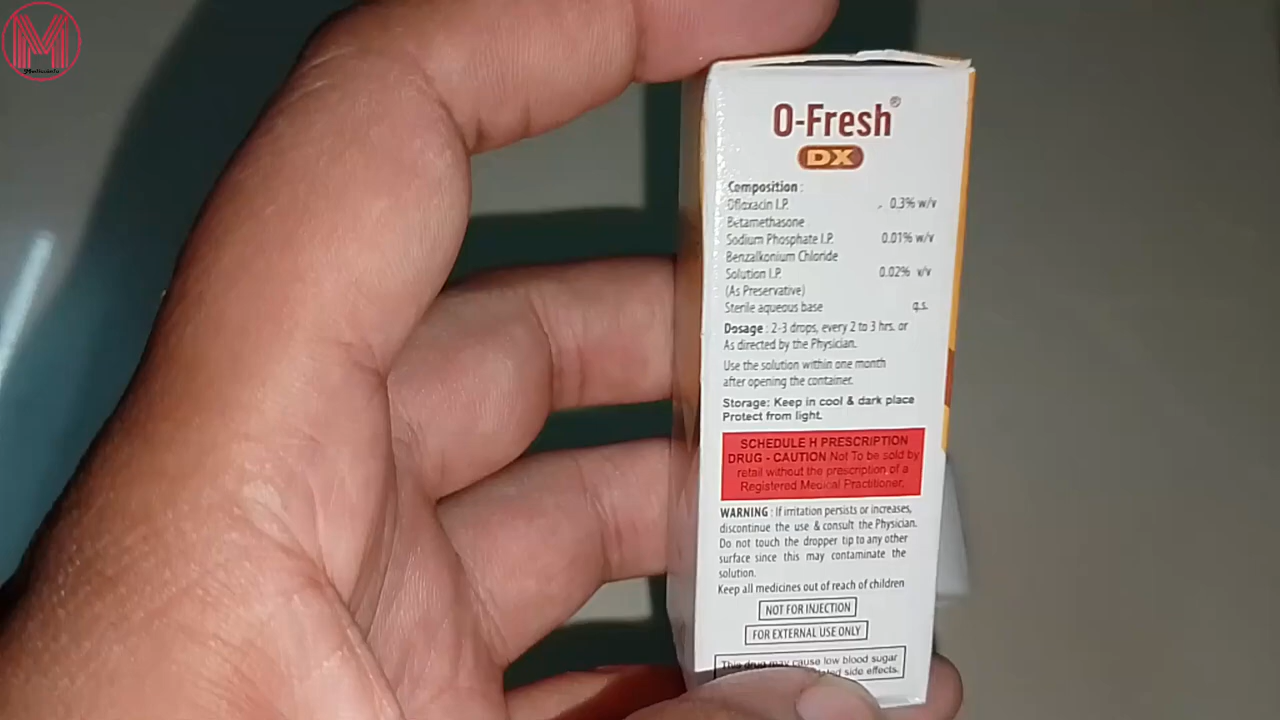 M
O-Fresh®
DX
Composition :
Ofloxacin I.P. 0.3% w/v
Betamethasone
Sodium Phosphate I.P. 0.01% w/v
Benzalkonium Chloride
Solution I.P. 0.02% v/v
(As Preservative)
Sterile aqueous base q.s.
Dosage : 2-3 drops, every 2 to 3 hrs. or
As directed by the Physician.
Use the solution within one month
after opening the container.
Storage: Keep in cool & dark place
Protect from light.
SCHEDULE H PRESCRIPTION
DRUG - CAUTION Not To be sold by
retail without the prescription of a
Registered Medical Practitioner.
WARNING : If irritation persists or increases,
discontinue the use & consult the Physician.
Do not touch the dropper tip to any other
surface since this may contaminate the
solution.
Keep all medicines out of reach of children
NOT FOR INJECTION
FOR EXTERNAL USE ONLY
This drug may cause low blood sugar
side effects.